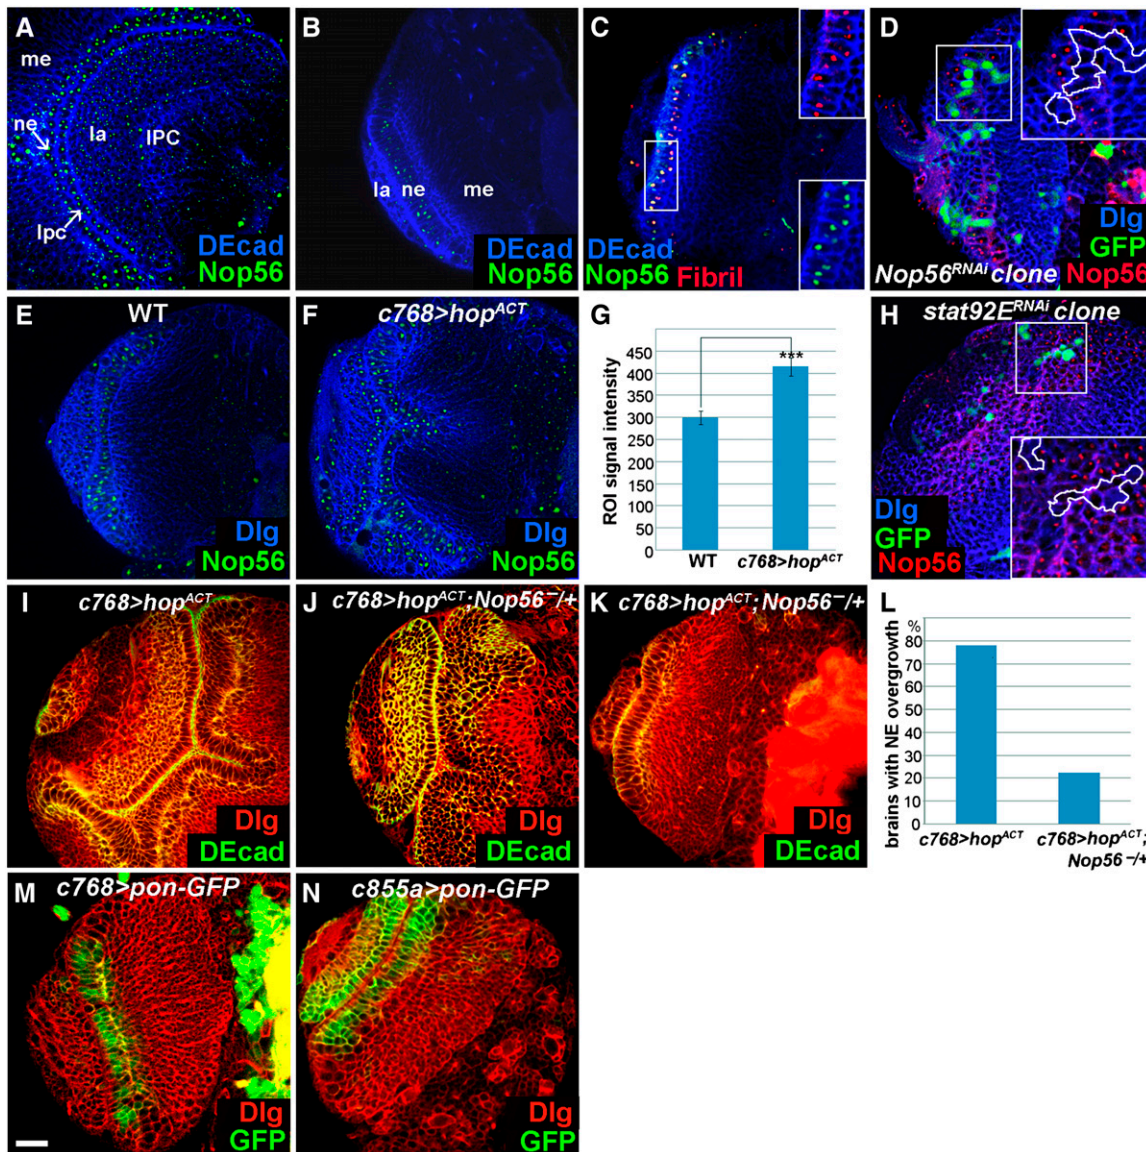 A
me
ne
la
IPC
lpc
DEcad
Nop56
B
la ne me
DEcad
Nop56
C
DEcad
Nop56 Fibril
D
Dlg
GFP
Nop56^RNAi clone Nop56
E WT
Dlg
Nop56
F c768>hop^ACT
Dlg
Nop56
G
ROI signal intensity
450
400
350
300
250
200
150
100
50
0
***
WT c768>hop^ACT
H stat92E^RNAi clone
Dlg
GFP
Nop56
I c768>hop^ACT
Dlg
DEcad
J c768>hop^ACT;Nop56^−/+
Dlg
DEcad
K c768>hop^ACT;Nop56^−/+
Dlg
DEcad
L
brains with NE overgrowth
%
90
80
70
60
50
40
30
20
10
0
c768>hop^ACT c768>hop^ACT;
Nop56^−/+
M c768>pon-GFP
Dlg
GFP
N c855a>pon-GFP
Dlg
GFP